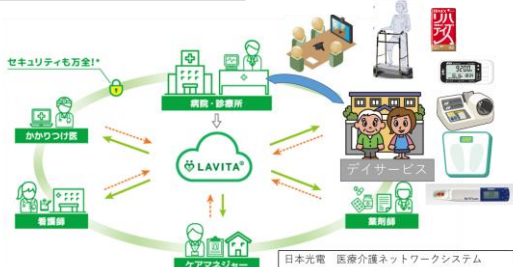 セキュリティも万全!*
病院・診療所
かかりつけ医
LAVITA®
デイサービス
看護師
薬剤師
ケアマネジャー
日本光電 医療介護ネットワークシステム
リハ
デイズ